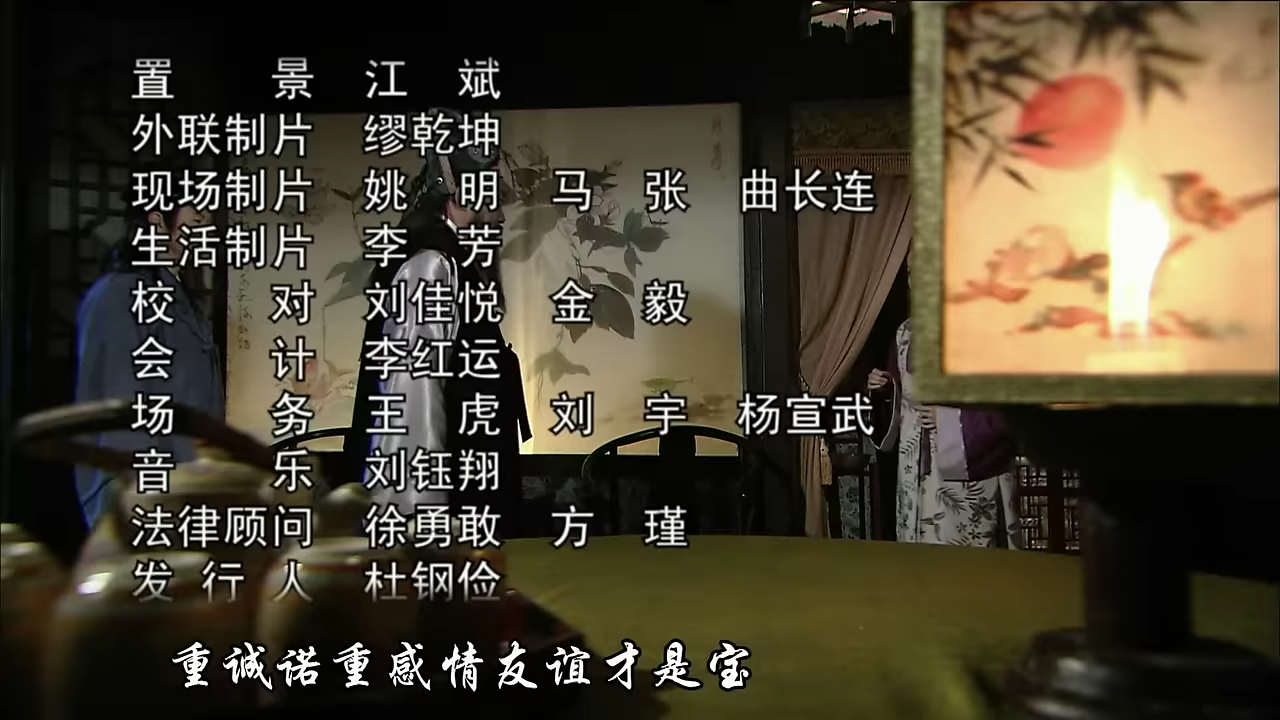 置景 江斌
外联制片 缪乾坤
现场制片 姚明 马张 曲长连
生活制片 李芳
校对 刘佳悦 金毅
会计 李红运
场务 王虎 刘宇 杨宣武
音乐 刘钰翔
法律顾问 徐勇敢 方瑾
发行人 杜钢俭
重诚诺重感情友谊才是宝